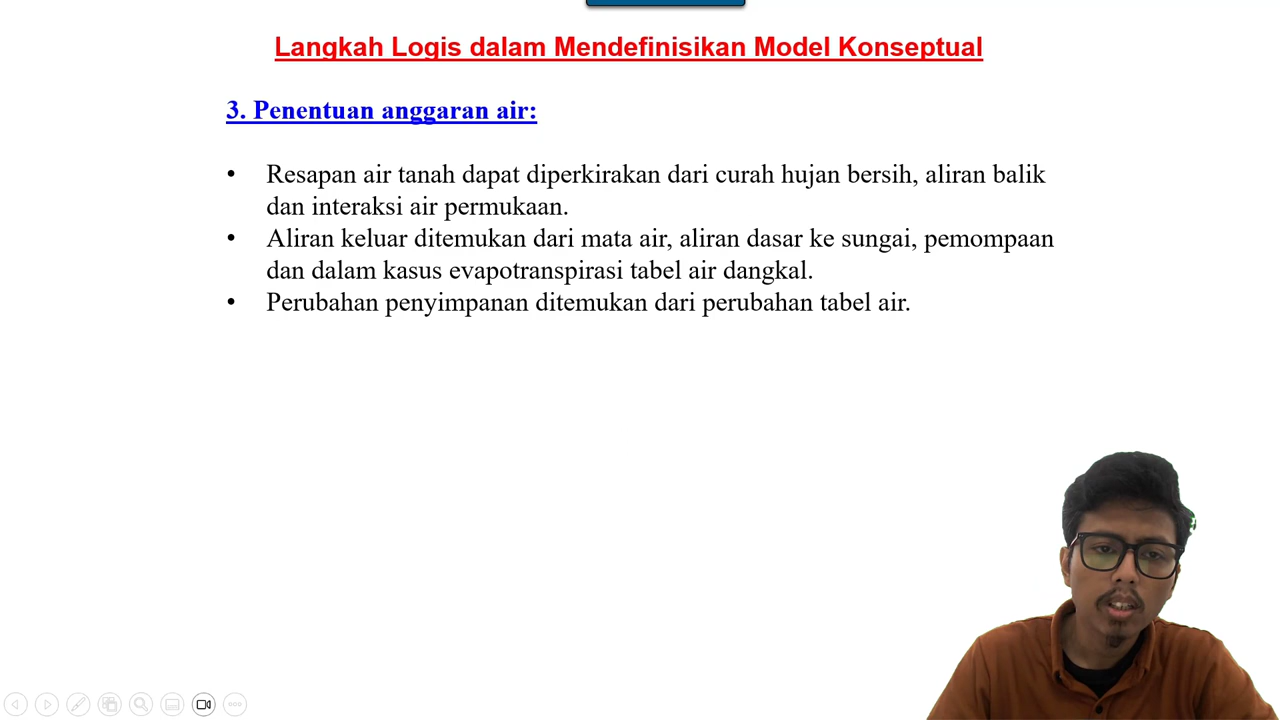 Langkah Logis dalam Mendefinisikan Model Konseptual
3. Penentuan anggaran air:
• Resapan air tanah dapat diperkirakan dari curah hujan bersih, aliran balik
dan interaksi air permukaan.
• Aliran keluar ditemukan dari mata air, aliran dasar ke sungai, pemompaan
dan dalam kasus evapotranspirasi tabel air dangkal.
• Perubahan penyimpanan ditemukan dari perubahan tabel air.